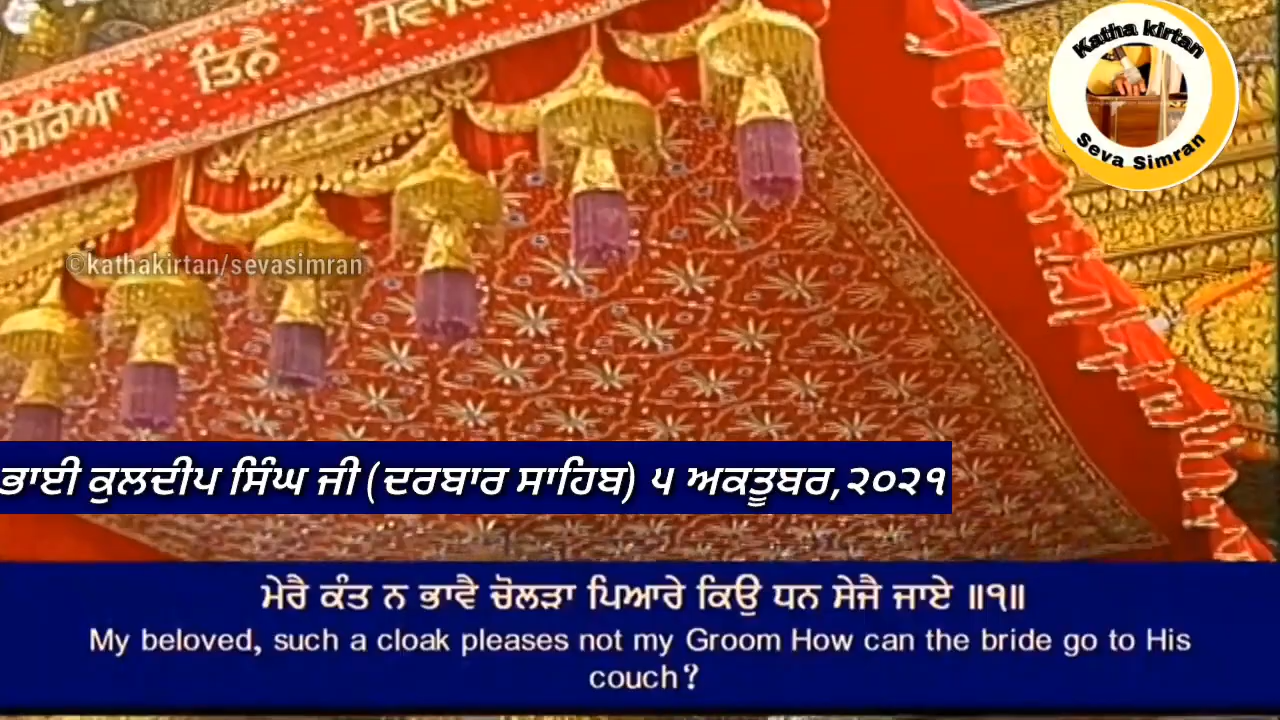 ਤਿਨੈ
Katha kirtan
Seva Simran
©kathakirtan/sevasimran
ਭਾਈ ਕੁਲਦੀਪ ਸਿੰਘ ਜੀ (ਦਰਬਾਰ ਸਾਹਿਬ) ੫ ਅਕਤੂਬਰ,੨੦੨੧
ਮੇਰੈ ਕੰਤ ਨ ਭਾਵੈ ਚੋਲੜਾ ਪਿਆਰੇ ਕਿਉ ਧਨ ਸੇਜੈ ਜਾਏ ॥੧॥
My beloved, such a cloak pleases not my Groom How can the bride go to His
couch?